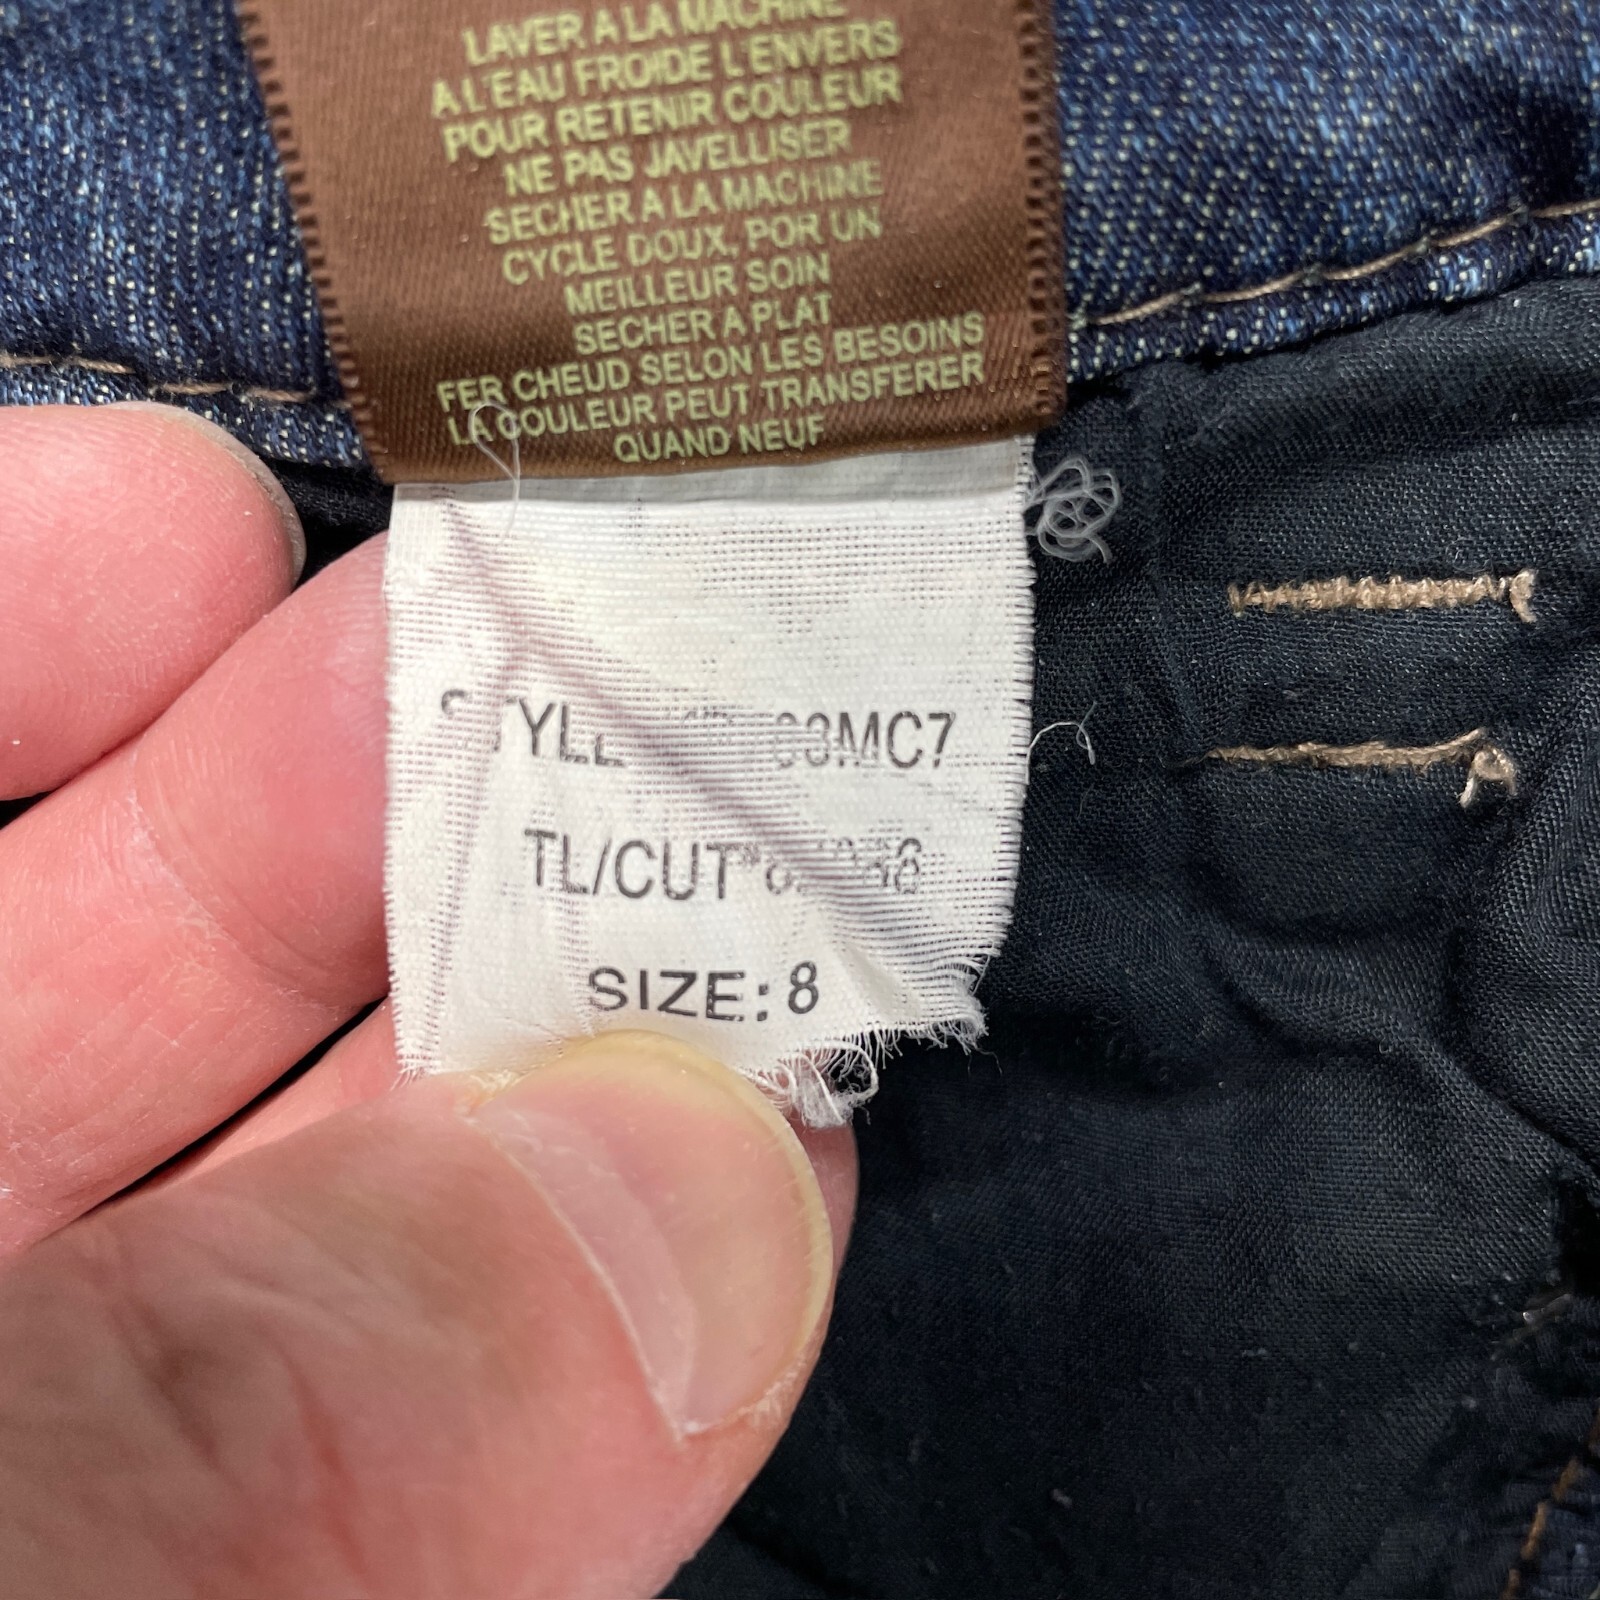 LAVER A LA MACHINE
A L'EAU FROIDE L'ENVERS
POUR RETENIR COULEUR
NE PAS JAVELLISER
SECHER A LA MACHINE
CYCLE DOUX, POR UN
MEILLEUR SOIN
SECHER A PLAT
FER CHEUD SELON LES BESOINS
LA COULEUR PEUT TRANSFERER
QUAND NEUF
TL/CUT
SIZE: 8